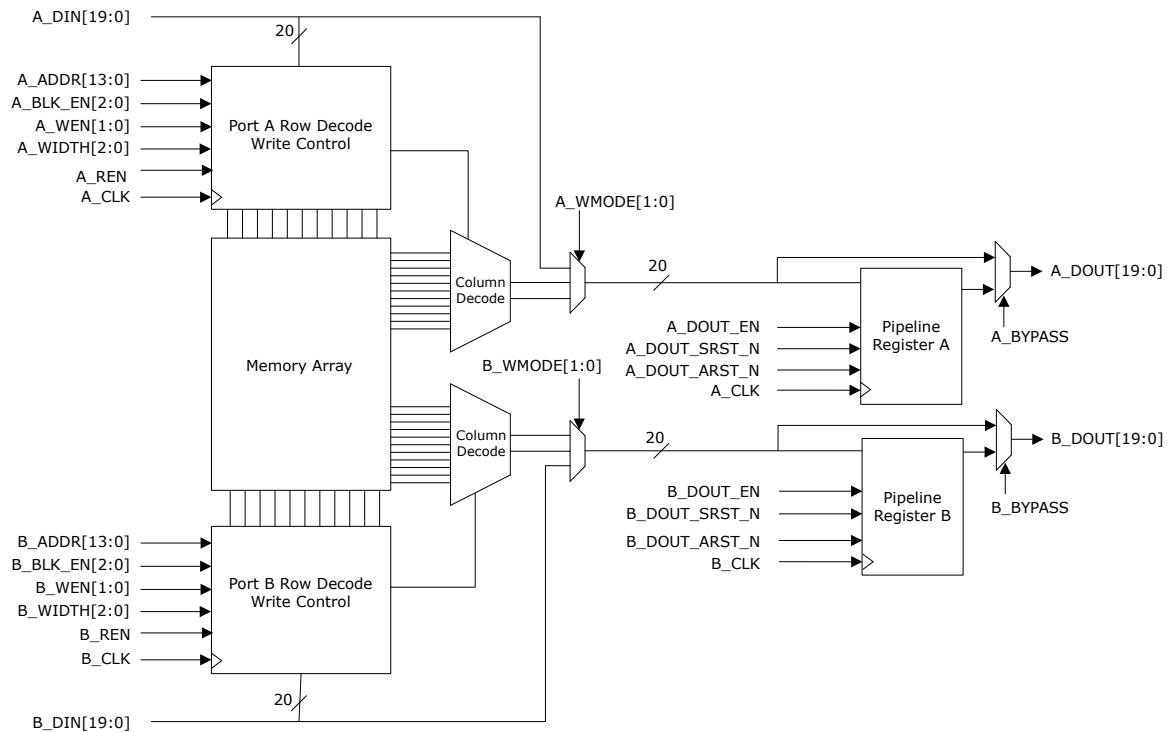 A_DIN[19:0]
20
A_ADDR[13:0]
A_BLK_EN[2:0]
A_WEN[1:0]
A_WIDTH[2:0]
A_REN
A_CLK
Port A Row Decode
Write Control
A_WMODE[1:0]
Column
Decode
20
A_DOUT[19:0]
A_BYPASS
A_DOUT_EN
A_DOUT_SRST_N
A_DOUT_ARST_N
A_CLK
Pipeline
Register A
Memory Array
B_WMODE[1:0]
Column
Decode
20
B_DOUT[19:0]
B_BYPASS
B_DOUT_EN
B_DOUT_SRST_N
B_DOUT_ARST_N
B_CLK
Pipeline
Register B
B_ADDR[13:0]
B_BLK_EN[2:0]
B_WEN[1:0]
B_WIDTH[2:0]
B_REN
B_CLK
Port B Row Decode
Write Control
20
B_DIN[19:0]